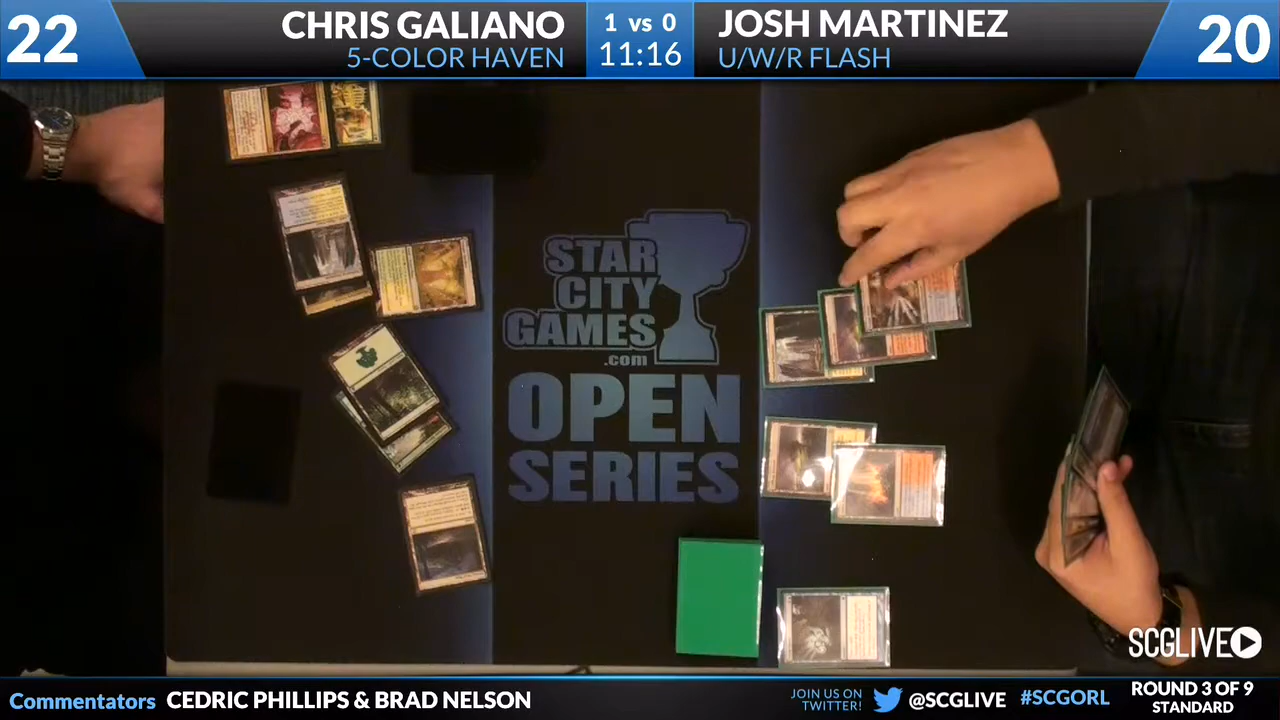 22
CHRIS GALIANO
5-COLOR HAVEN
1 vs 0
11:16
JOSH MARTINEZ
U/W/R FLASH
20
STAR
CITY
GAMES
.com
OPEN
SERIES
SCGLIVE
Commentators CEDRIC PHILLIPS & BRAD NELSON
JOIN US ON
TWITTER!
@SCGLIVE
#SCGORL
ROUND 3 OF 9
STANDARD